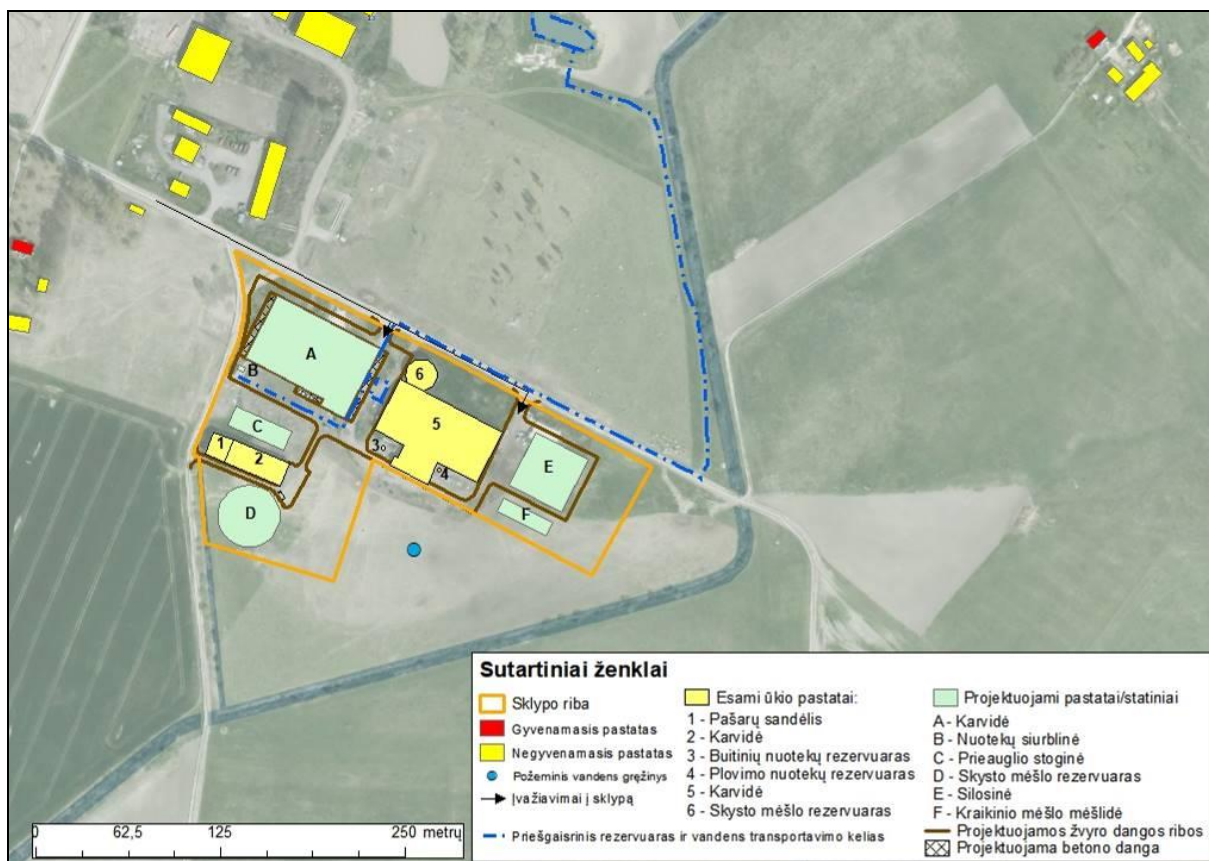 A
B
6
5
C
3
1
2
4
E
D
F
Sutartiniai ženklai
Sklypo riba
Gyvenamasis pastatas
Negyvenamasis pastatas
Požeminis vandens gręžinys
Įvažiavimai į sklypą
Priešgaisrinis rezervuaras ir vandens transportavimo kelias
Esami ūkio pastatai:
1 - Pašarų sandėlis
2 - Karvidė
3 - Buitinių nuotekų rezervuaras
4 - Plovimo nuotekų rezervuaras
5 - Karvidė
6 - Skysto mėšlo rezervuaras
Projektuojami pastatai/statiniai
A - Karvidė
B - Nuotekų siurblinė
C - Prieauglio stoginė
D - Skysto mėšlo rezervuaras
E - Silosinė
F - Kraikinio mėšlo mėšlidė
Projektuojamos žvyro dangos ribos
Projektuojama betono danga
0 62,5 125 250 metrų